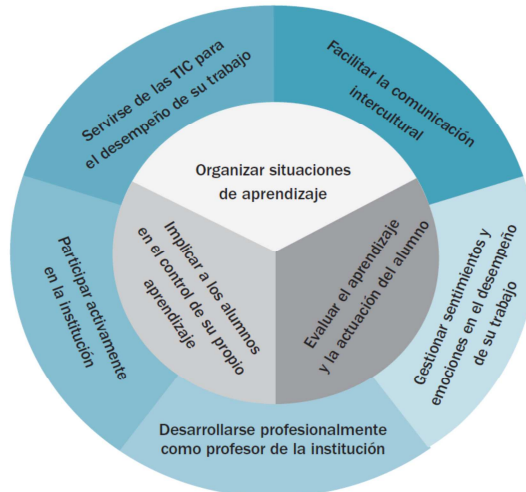 Servirse de las TIC para
el desempeño de su trabajo
Facilitar la comunicación
intercultural
Organizar situaciones
de aprendizaje
Participar activamente
en la institución
Implicar a los alumnos
en el control de su propio
aprendizaje
Evaluar el aprendizaje
y la actuación del alumno
Gestionar sentimientos y
emociones en el desempeño
de su trabajo
Desarrollarse profesionalmente
como profesor de la institución